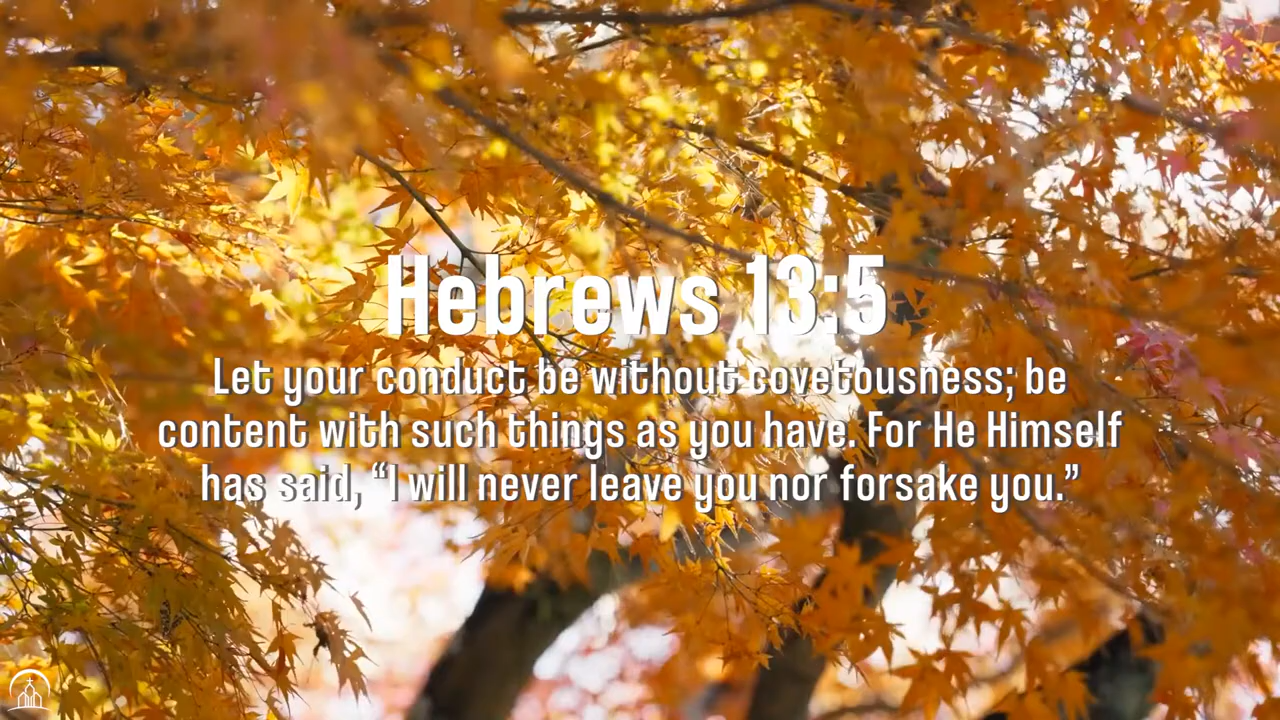 Hebrews 13:5
Let your conduct be without covetousness; be
content with such things as you have. For He Himself
has said, “I will never leave you nor forsake you.”